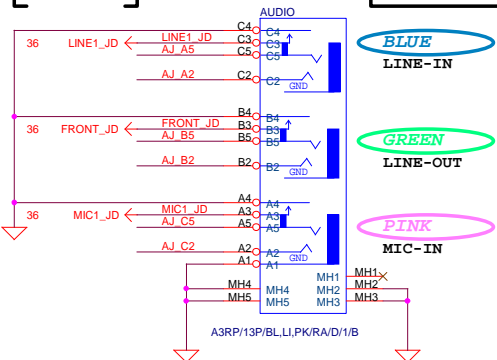 AUDIO
C4 C4
36 LINE1_JD LINE1_JD C3 C3
AJ_A5 C5 C5
BLUE
AJ_A2 C2 C2
GND
LINE-IN
B4 B4
36 FRONT_JD FRONT_JD B3 B3
AJ_B5 B5 B5
GREEN
AJ_B2 B2 B2
GND
LINE-OUT
A4 A4
36 MIC1_JD MIC1_JD A3 A3
AJ_C5 A5 A5
PINK
AJ_C2 A2 A2
GND
MIC-IN
A1 A1
MH1 MH1
MH4 MH4 MH2 MH2
MH5 MH5 MH3 MH3
A3RP/13P/BL,LI,PK/RA/D/1/B